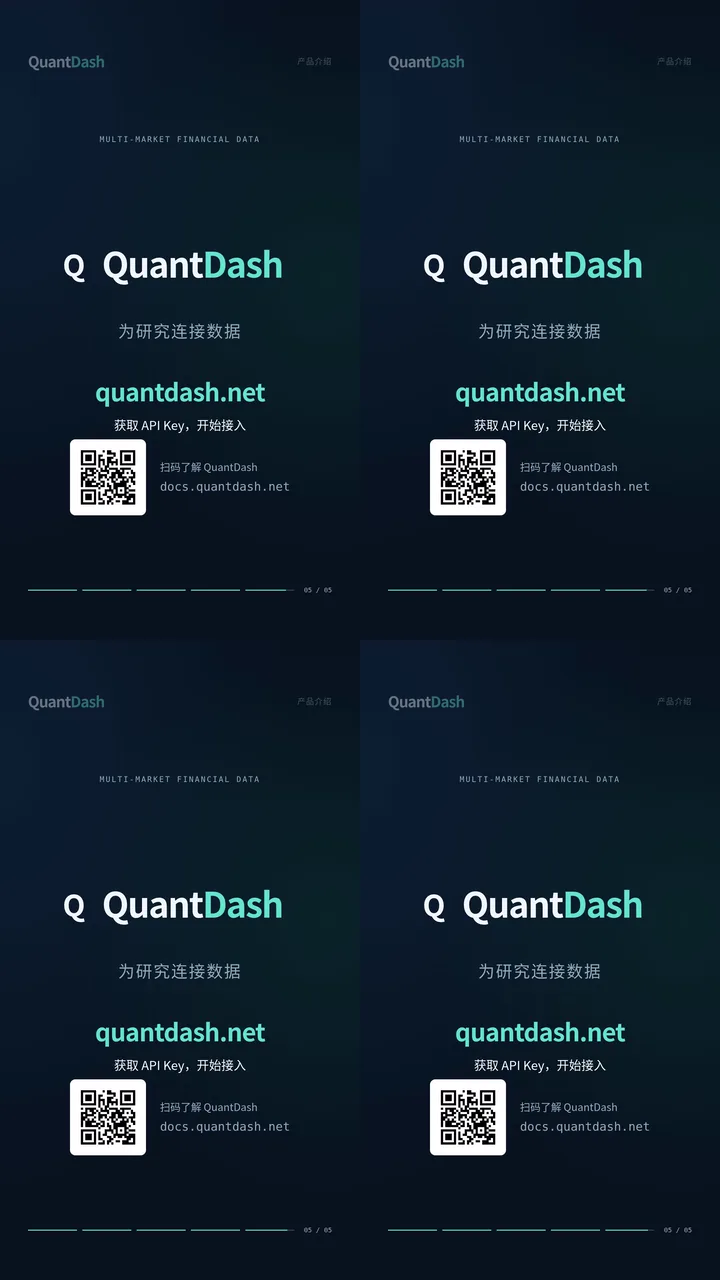 QuantDash 产品介绍
MULTI-MARKET FINANCIAL DATA
Q QuantDash
为研究连接数据
quantdash.net
获取 API Key，开始接入
扫码了解 QuantDash
docs.quantdash.net
05 / 05
QuantDash 产品介绍
MULTI-MARKET FINANCIAL DATA
Q QuantDash
为研究连接数据
quantdash.net
获取 API Key，开始接入
扫码了解 QuantDash
docs.quantdash.net
05 / 05
QuantDash 产品介绍
MULTI-MARKET FINANCIAL DATA
Q QuantDash
为研究连接数据
quantdash.net
获取 API Key，开始接入
扫码了解 QuantDash
docs.quantdash.net
05 / 05
QuantDash 产品介绍
MULTI-MARKET FINANCIAL DATA
Q QuantDash
为研究连接数据
quantdash.net
获取 API Key，开始接入
扫码了解 QuantDash
docs.quantdash.net
05 / 05